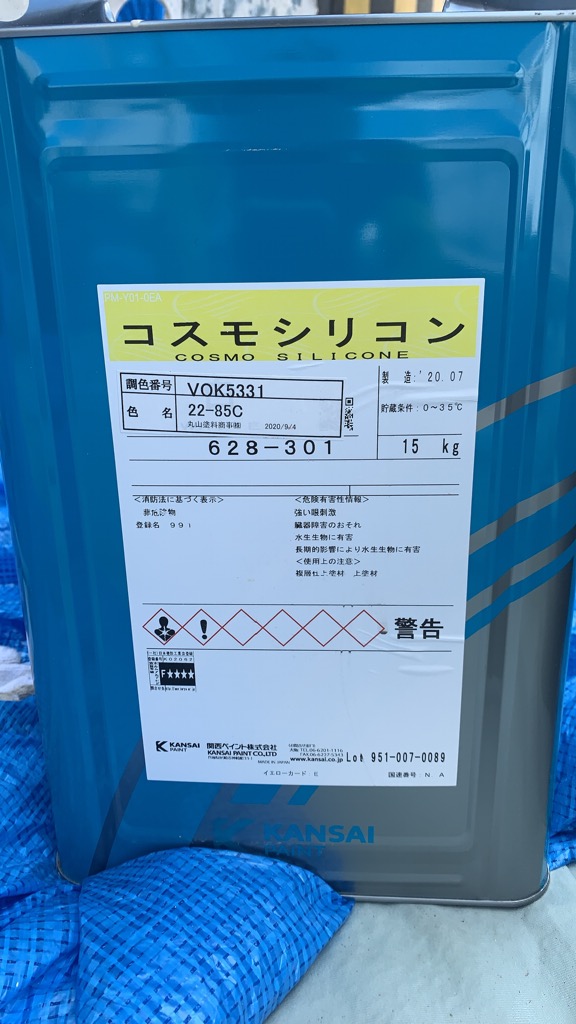 PM-Y01-06A
コスモシリコン
COSMO SILICONE
調色番号 VOK5331
色 名 22-85C
丸山塗料商事㈱ 2020/9/4
製 造:'20.07
貯蔵条件:0～35℃
628-301
15 kg
＜消防法に基づく表示＞
非危険物
登録名 991
＜危険有害性情報＞
強い眼刺激
臓器障害のおそれ
水生生物に有害
長期的影響により水生生物に有害
＜使用上の注意＞
複層仕上塗材 上塗材
警告
F☆☆☆☆
KANSAI PAINT
関西ペイント株式会社
KANSAI PAINT CO.,LTD
MADE IN JAPAN
www.kansai.co.jp
Lot 951-007-0089
イエローカード:E
国連番号 NA
KANSAI
PAINT